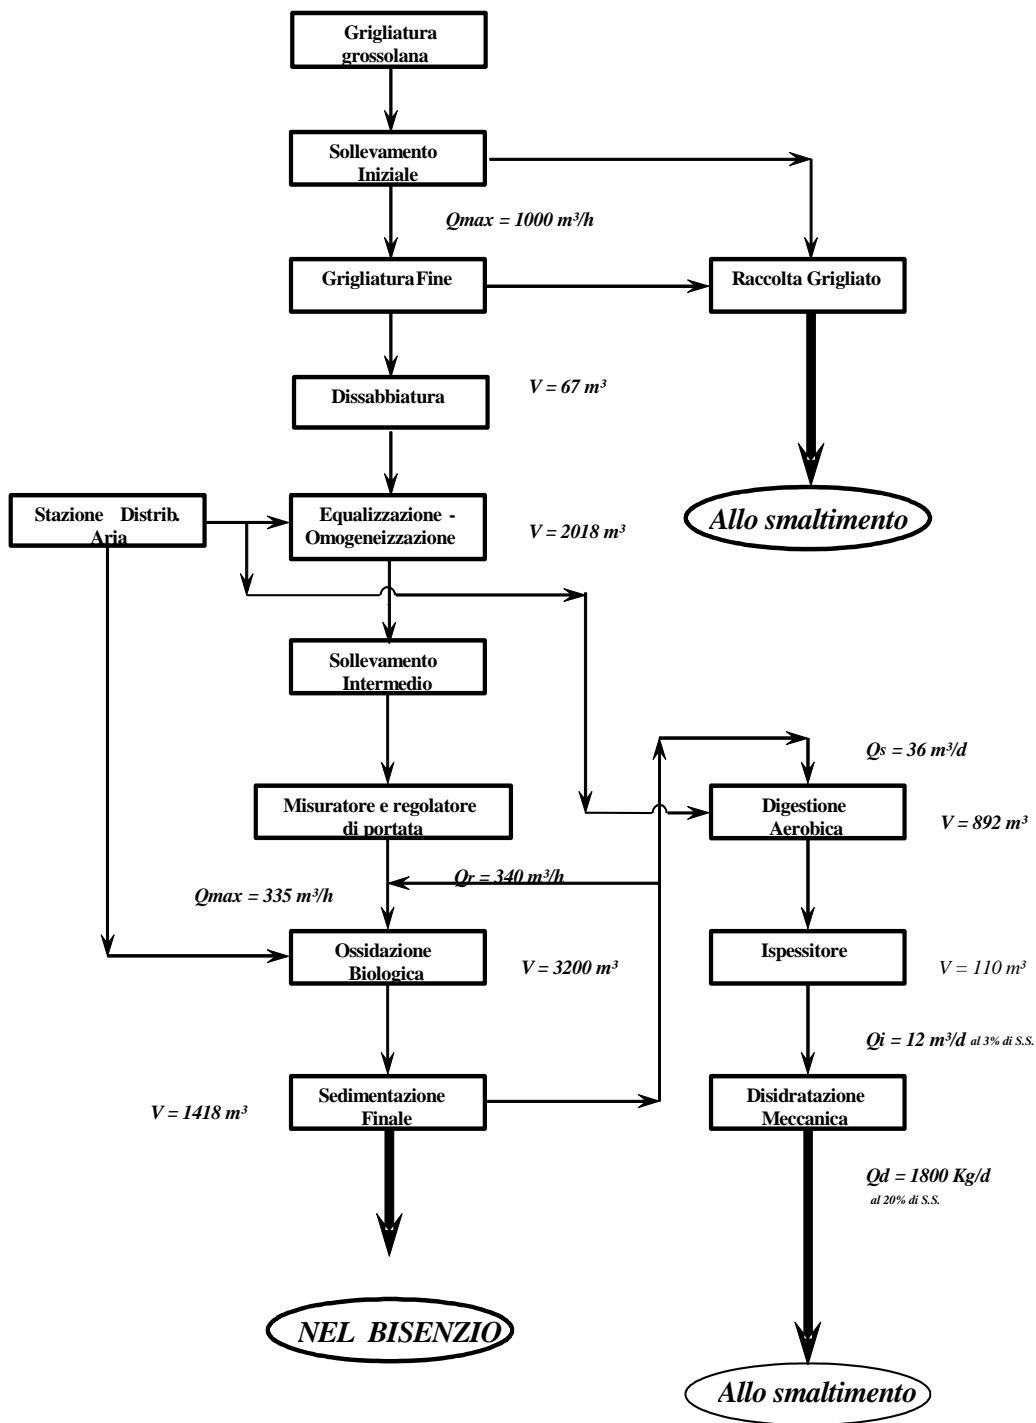 Grigliatura
grossolana
Sollevamento
Iniziale
Qmax = 1000 m³/h
Grigliatura Fine
Raccolta Grigliato
Dissabbiatura
V = 67 m³
Stazione Distrib.
Aria
Equalizzazione -
Omogeneizzazione
V = 2018 m³
Allo smaltimento
Sollevamento
Intermedio
Qs = 36 m³/d
Misuratore e regolatore
di portata
Digestione
Aerobica
V = 892 m³
Qr = 340 m³/h
Qmax = 335 m³/h
Ossidazione
Biologica
V = 3200 m³
Ispessitore
V = 110 m³
Qi = 12 m³/d al 3% di S.S.
Sedimentazione
Finale
V = 1418 m³
Disidratazione
Meccanica
Qd = 1800 Kg/d
al 20% di S.S.
NEL BISENZIO
Allo smaltimento